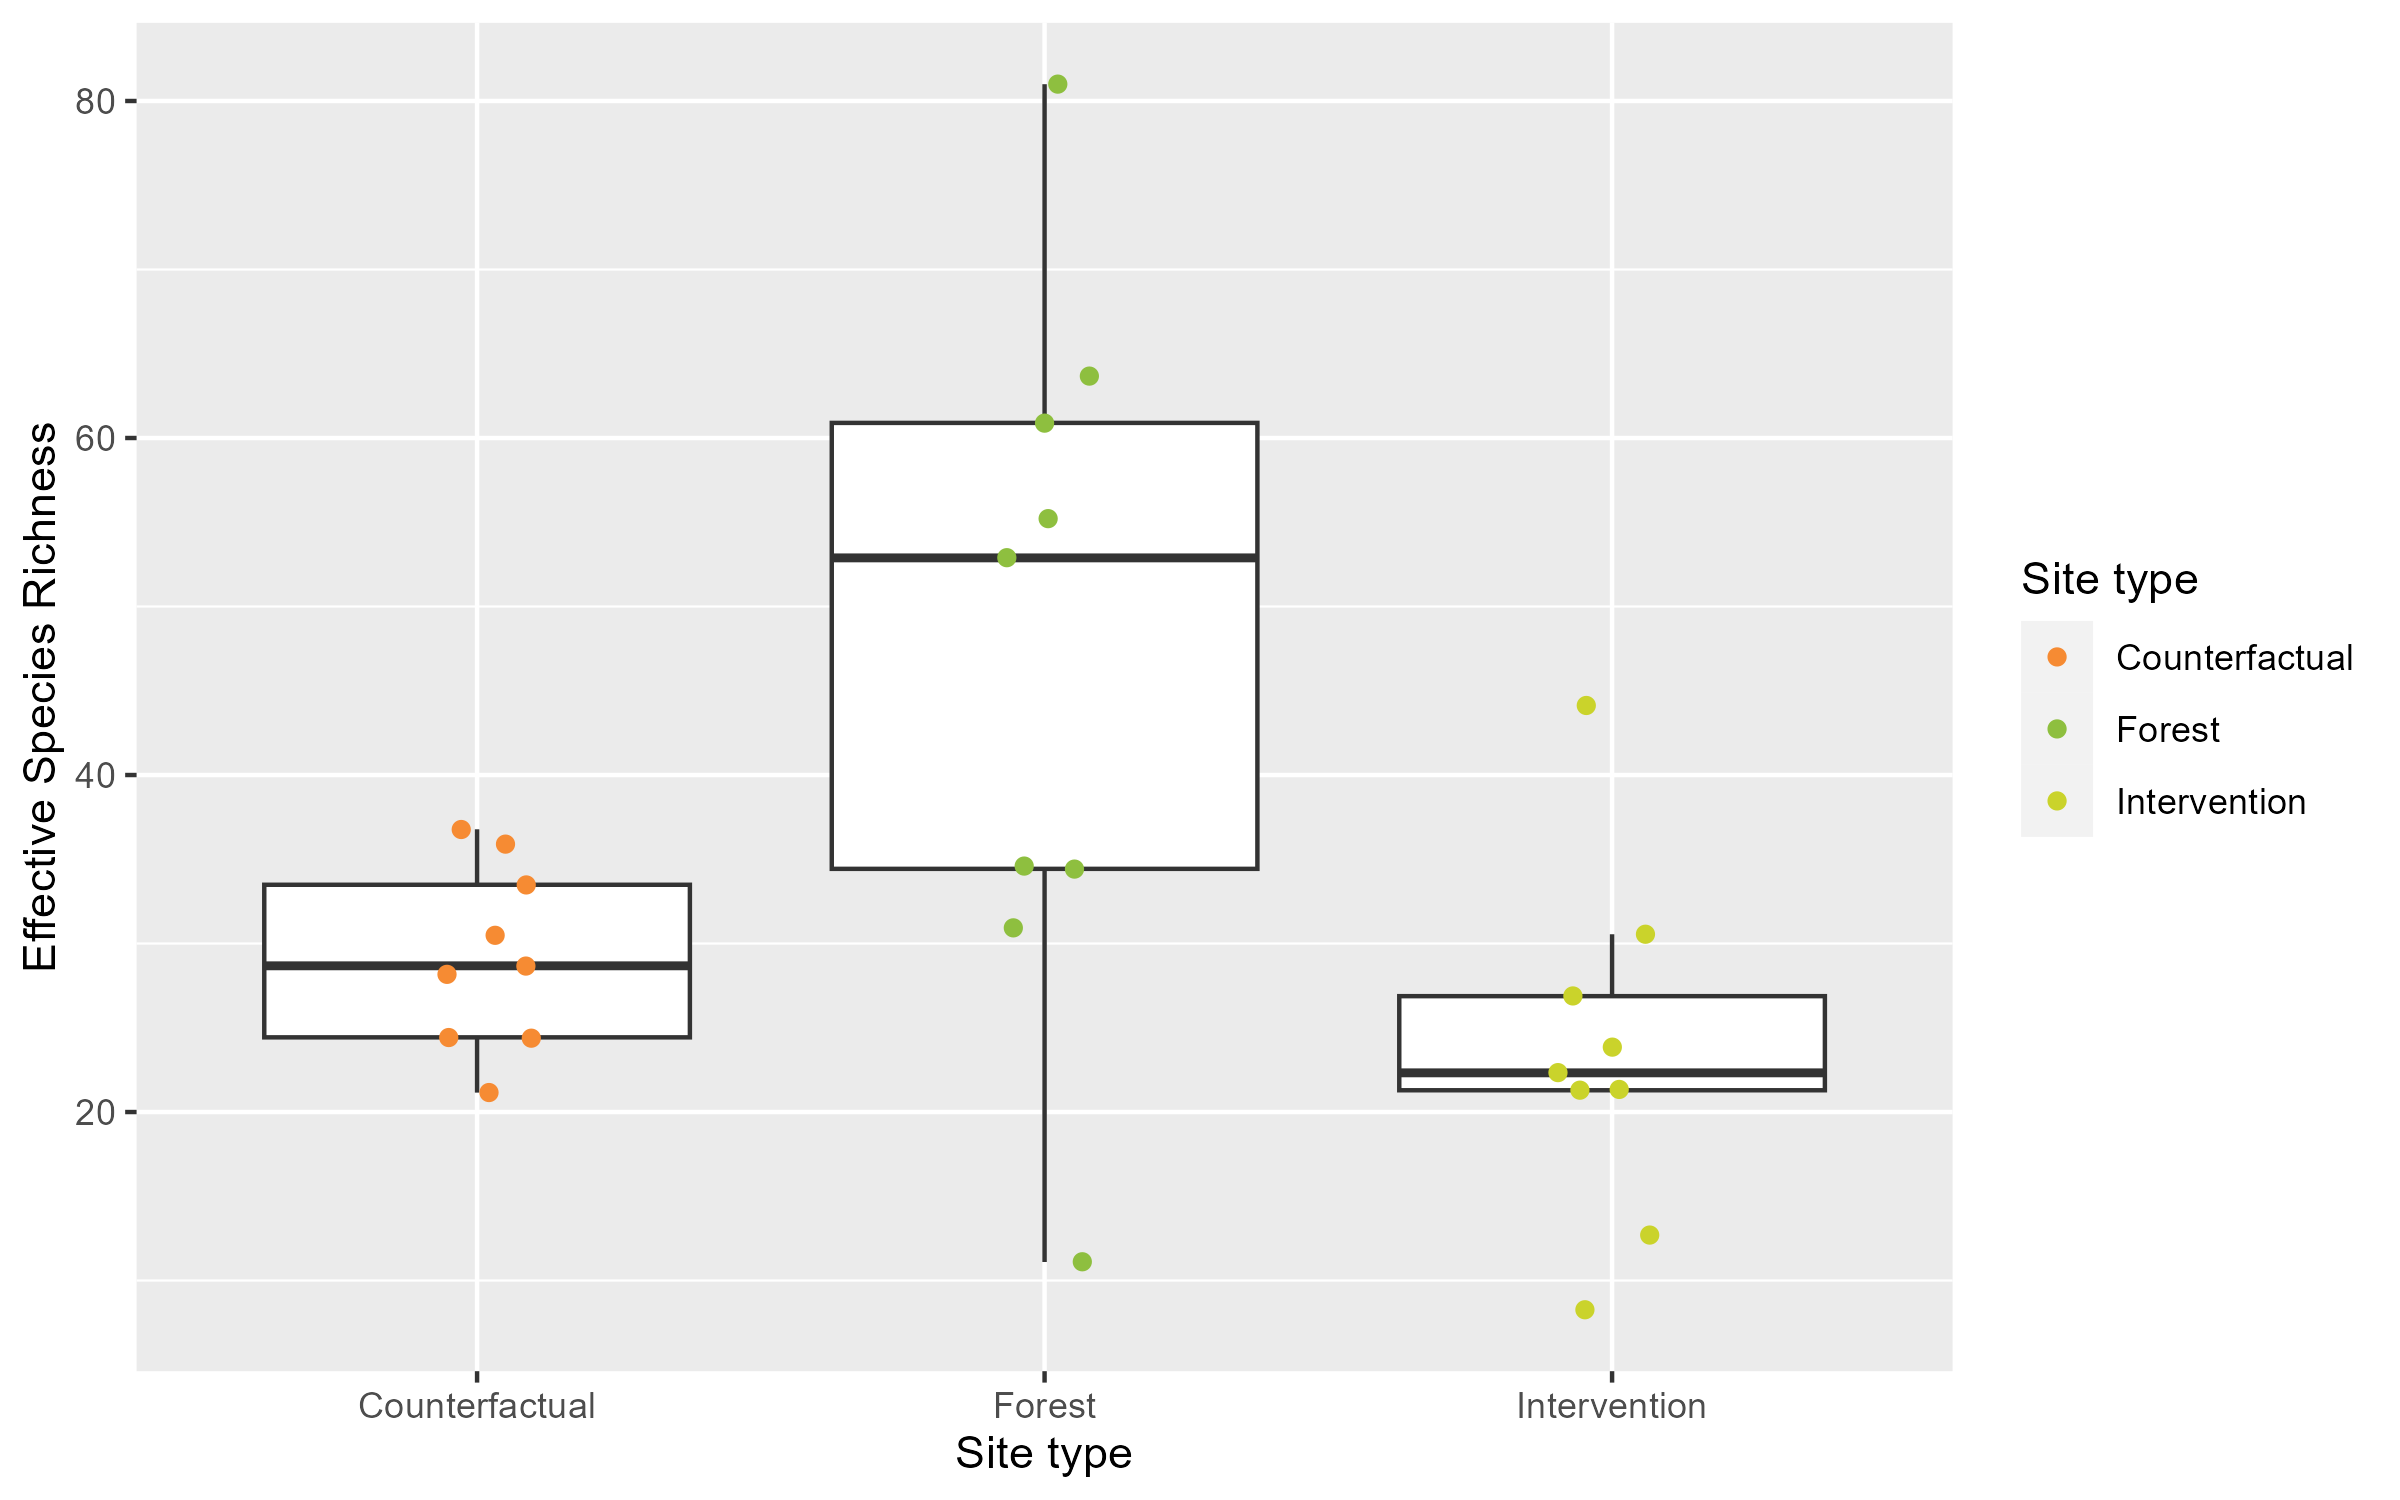 Effective Species Richness
80
60
40
20
Counterfactual
Forest
Intervention
Site type
Site type
Counterfactual
Forest
Intervention